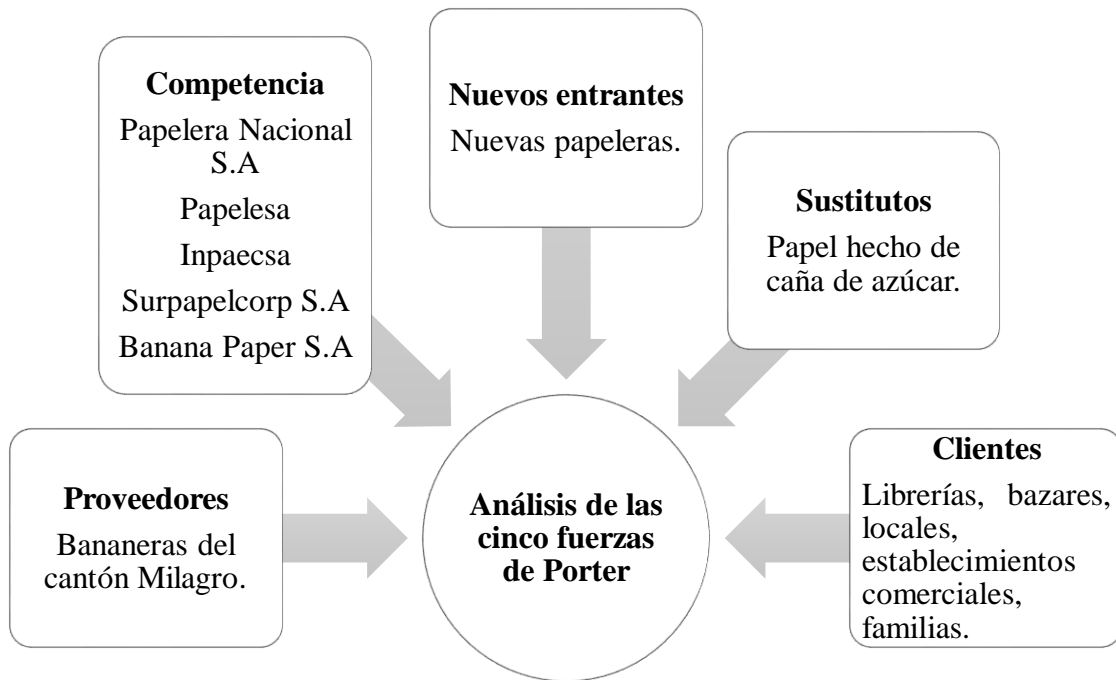 Competencia
Papelera Nacional
S.A
Papelesa
Inpaecsa
Surpapelcorp S.A
Banana Paper S.A
Nuevos entrantes
Nuevas papeleras.
Sustitutos
Papel hecho de
caña de azúcar.
Proveedores
Bananeras del
cantón Milagro.
Análisis de las
cinco fuerzas
de Porter
Clientes
Librerías, bazares,
locales,
establecimientos
comerciales,
familias.